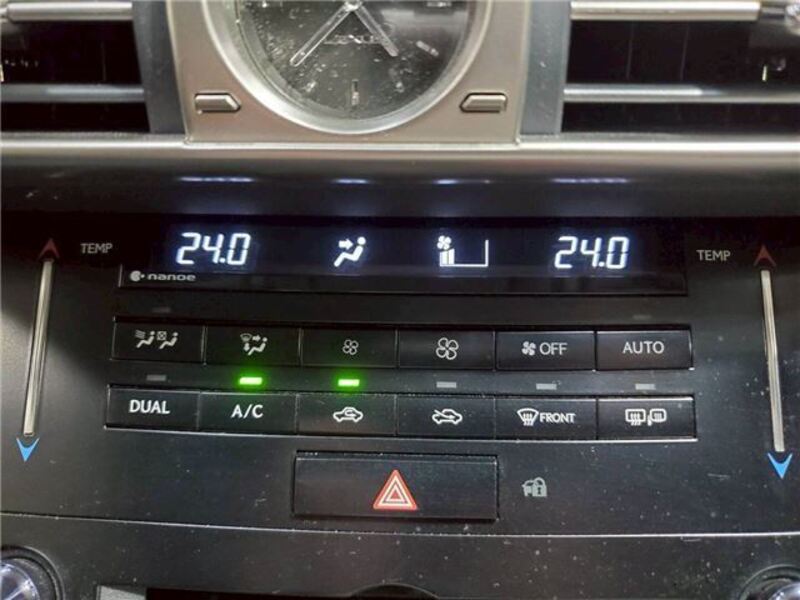 24.0 24.0
TEMP TEMP
nanoe
OFF AUTO
DUAL A/C FRONT